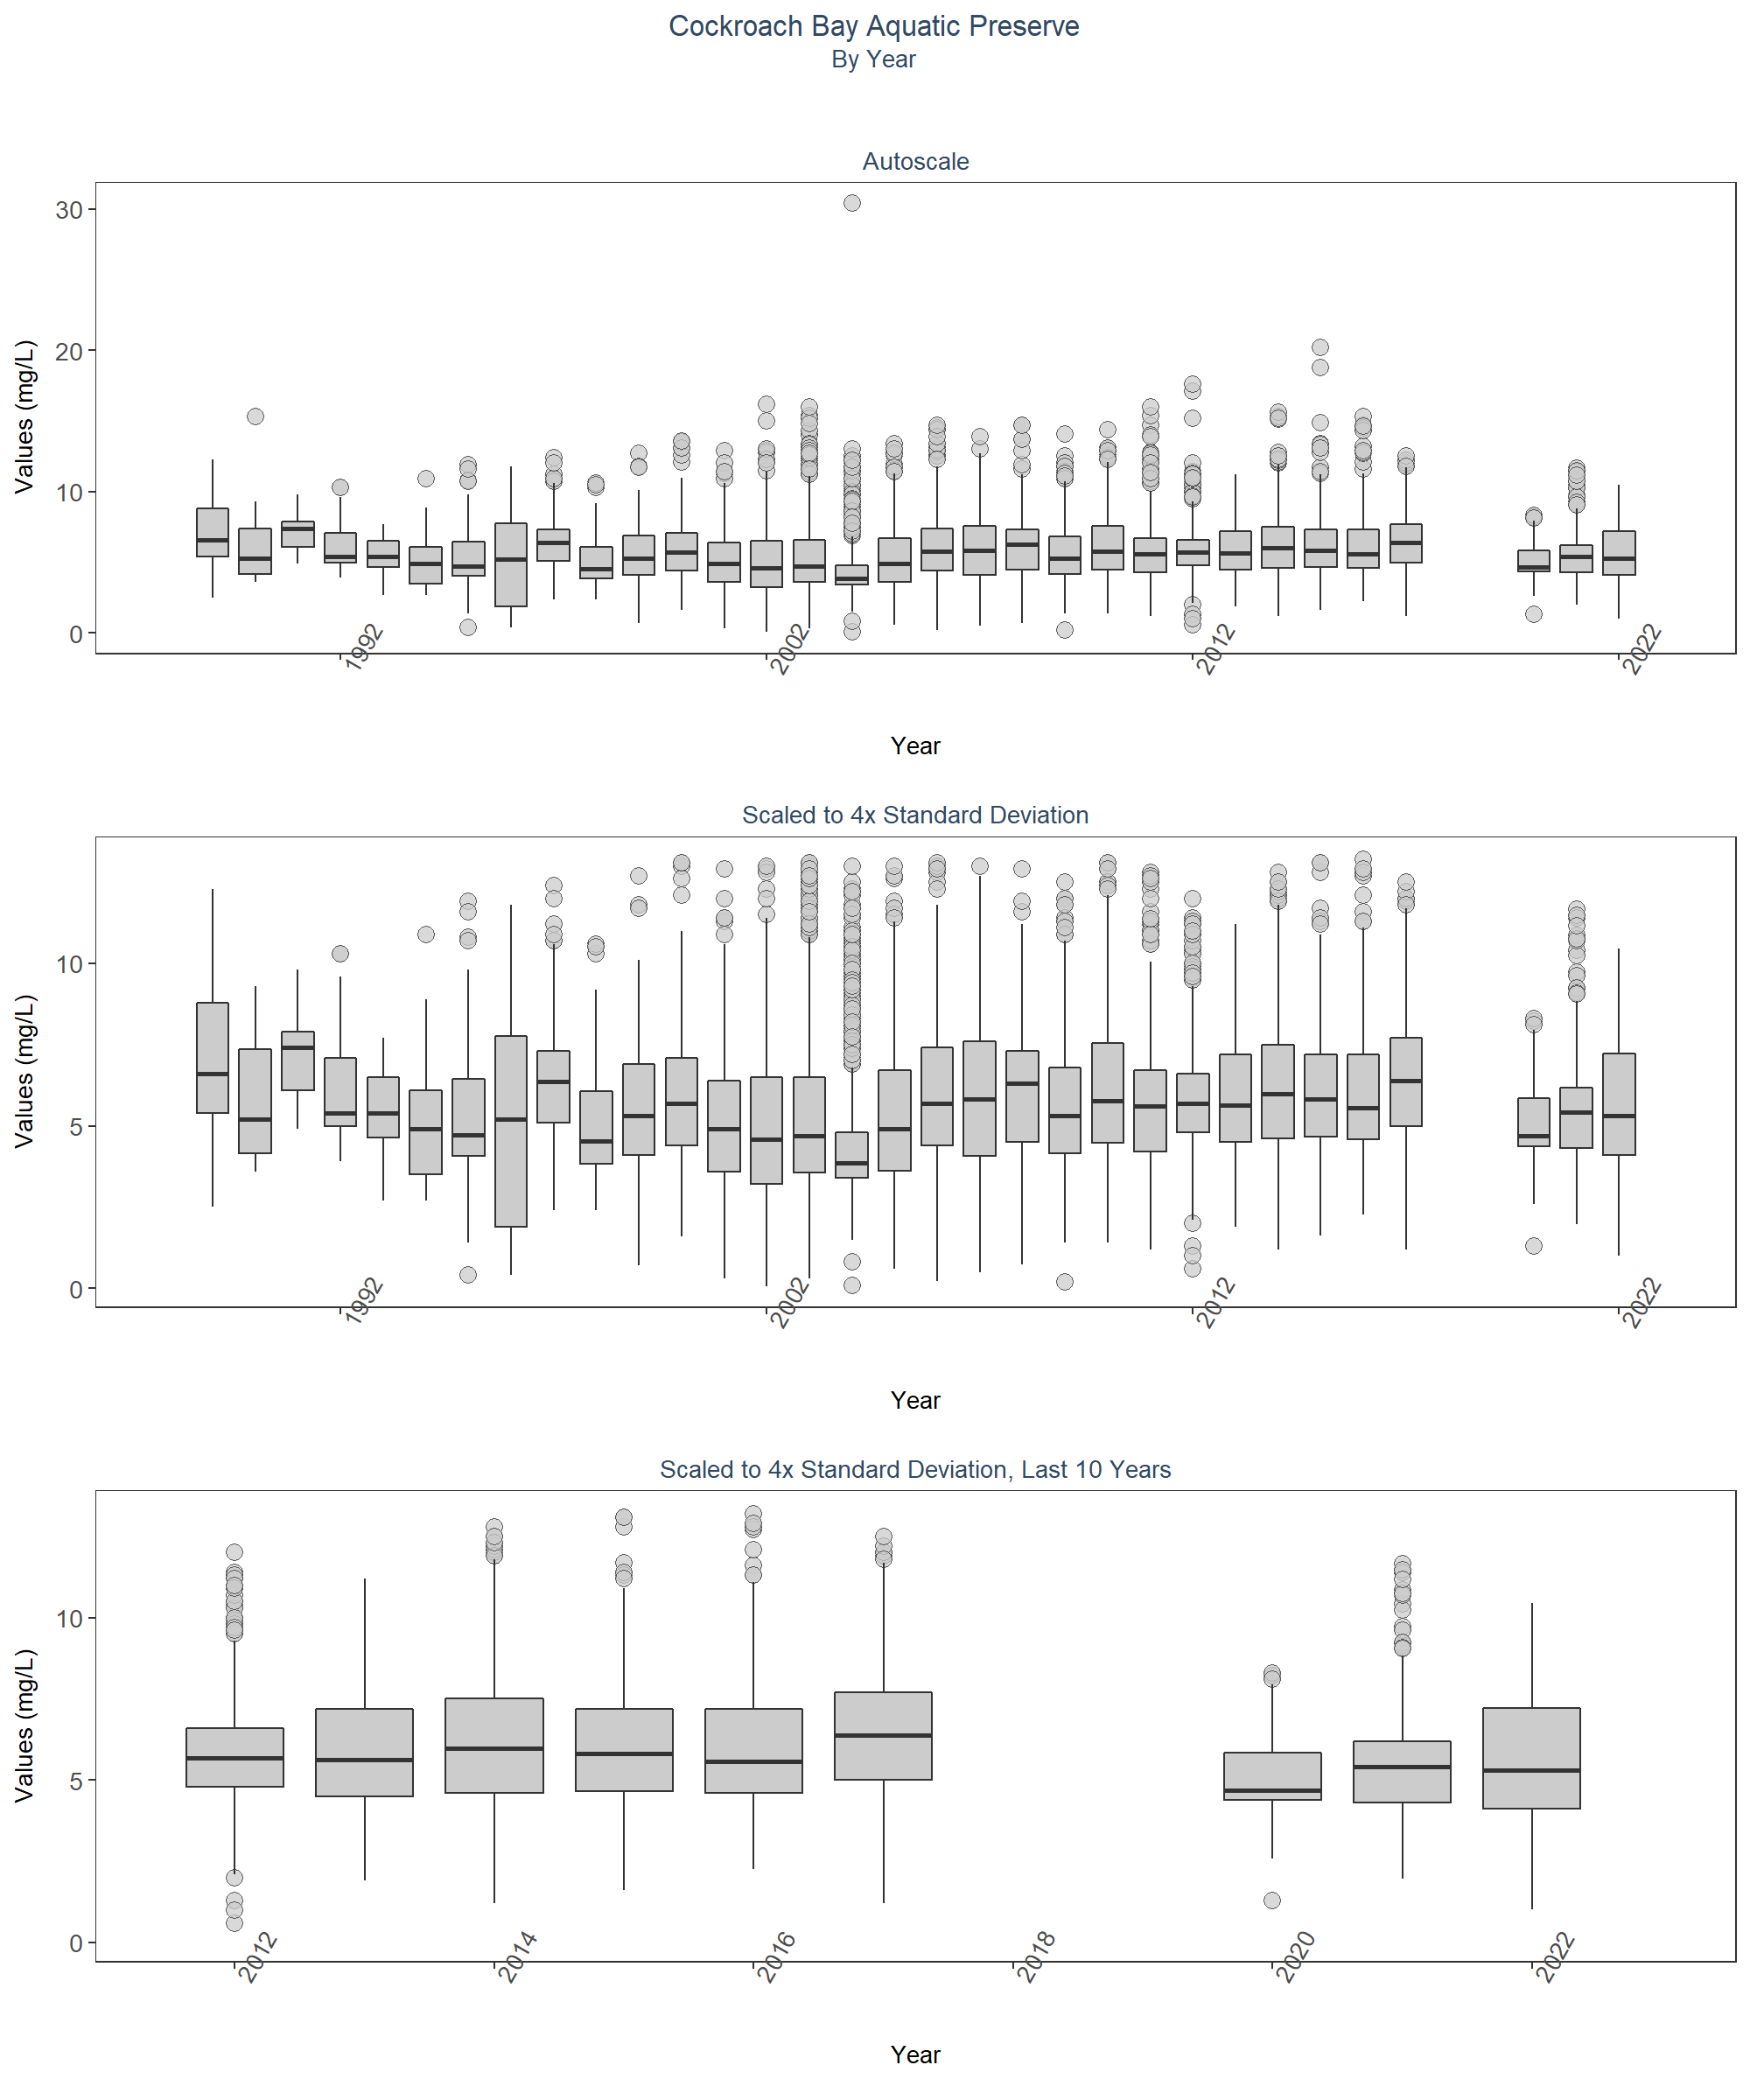 Cockroach Bay Aquatic Preserve
By Year
Autoscale
30
20
10
0
Values (mg/L)
1992
2002
2012
2022
Year
Scaled to 4x Standard Deviation
10
5
0
Values (mg/L)
1992
2002
2012
2022
Year
Scaled to 4x Standard Deviation, Last 10 Years
10
5
0
Values (mg/L)
2012
2014
2016
2018
2020
2022
Year